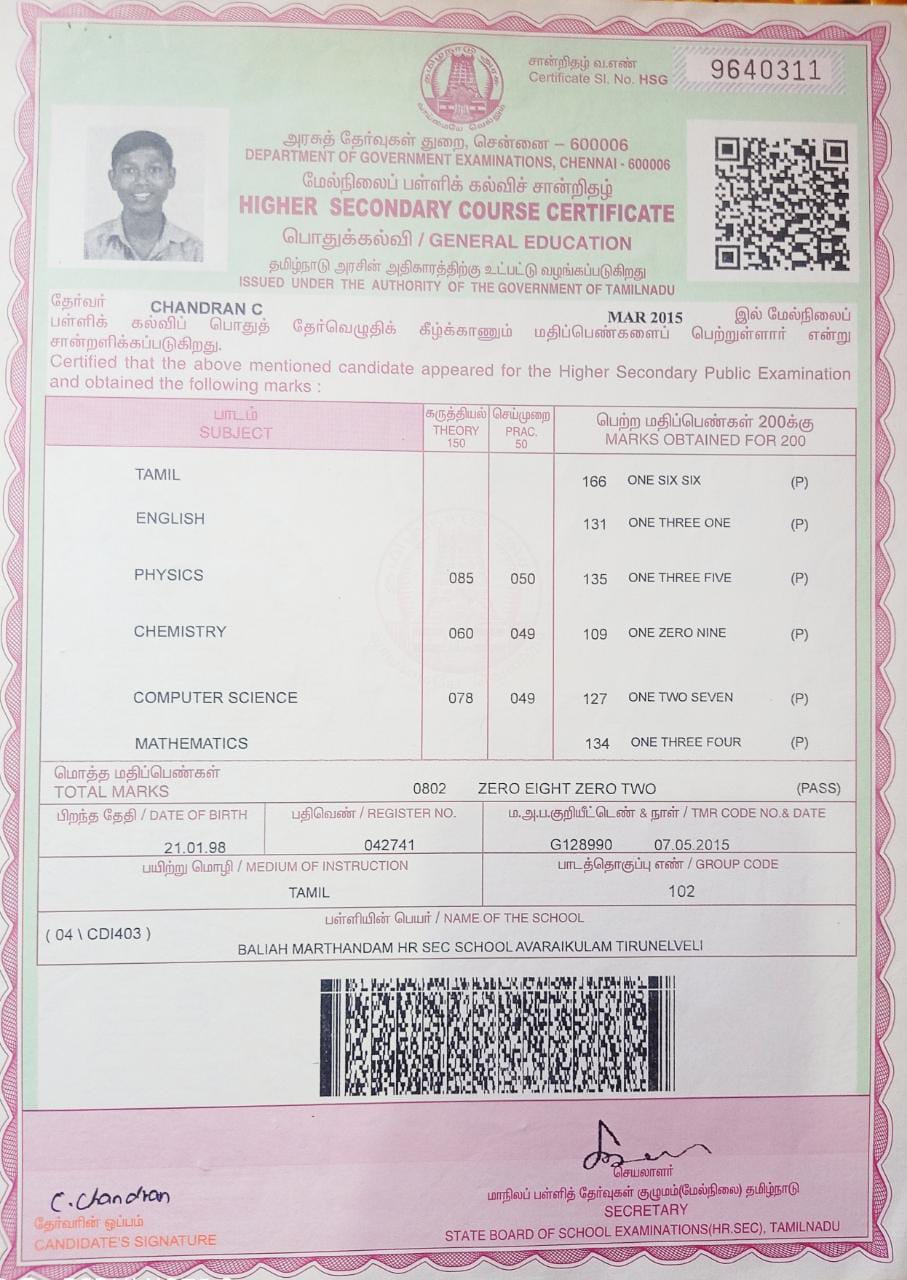 சான்றிதழ் வ.எண்
Certificate Sl. No. HSG 9640311
தமிழ்நாடு அரசு
வாய்மையே வெல்லும்
அரசுத் தேர்வுகள் துறை, சென்னை – 600006
DEPARTMENT OF GOVERNMENT EXAMINATIONS, CHENNAI - 600006
மேல்நிலைப் பள்ளிக் கல்விச் சான்றிதழ்
HIGHER SECONDARY COURSE CERTIFICATE
பொதுக்கல்வி / GENERAL EDUCATION
தமிழ்நாடு அரசின் அதிகாரத்திற்கு உட்பட்டு வழங்கப்படுகிறது
ISSUED UNDER THE AUTHORITY OF THE GOVERNMENT OF TAMILNADU
தேர்வர் CHANDRAN C MAR 2015 இல் மேல்நிலைப்
பள்ளிக் கல்விப் பொதுத் தேர்வெழுதிக் கீழ்க்காணும் மதிப்பெண்களைப் பெற்றுள்ளார் என்று
சான்றளிக்கப்படுகிறது.
Certified that the above mentioned candidate appeared for the Higher Secondary Public Examination
and obtained the following marks :
பாடம் கருத்தியல் செய்முறை பெற்ற மதிப்பெண்கள் 200க்கு
SUBJECT THEORY PRAC. MARKS OBTAINED FOR 200
150 50
TAMIL 166 ONE SIX SIX (P)
ENGLISH 131 ONE THREE ONE (P)
PHYSICS 085 050 135 ONE THREE FIVE (P)
CHEMISTRY 060 049 109 ONE ZERO NINE (P)
COMPUTER SCIENCE 078 049 127 ONE TWO SEVEN (P)
MATHEMATICS 134 ONE THREE FOUR (P)
மொத்த மதிப்பெண்கள்
TOTAL MARKS 0802 ZERO EIGHT ZERO TWO (PASS)
பிறந்த தேதி / DATE OF BIRTH பதிவெண் / REGISTER NO. ம.அ.ப.குறியீட்டெண் & நாள் / TMR CODE NO.& DATE
21.01.98 042741 G128990 07.05.2015
பயிற்று மொழி / MEDIUM OF INSTRUCTION பாடத்தொகுப்பு எண் / GROUP CODE
TAMIL 102
பள்ளியின் பெயர் / NAME OF THE SCHOOL
( 04 \ CDI403 )
BALIAH MARTHANDAM HR SEC SCHOOL AVARAIKULAM TIRUNELVELI
செயலாளர்
மாநிலப் பள்ளித் தேர்வுகள் குழுமம்(மேல்நிலை) தமிழ்நாடு
SECRETARY
STATE BOARD OF SCHOOL EXAMINATIONS(HR.SEC), TAMILNADU
C. Chandran
தேர்வரின் ஒப்பம்
CANDIDATE'S SIGNATURE